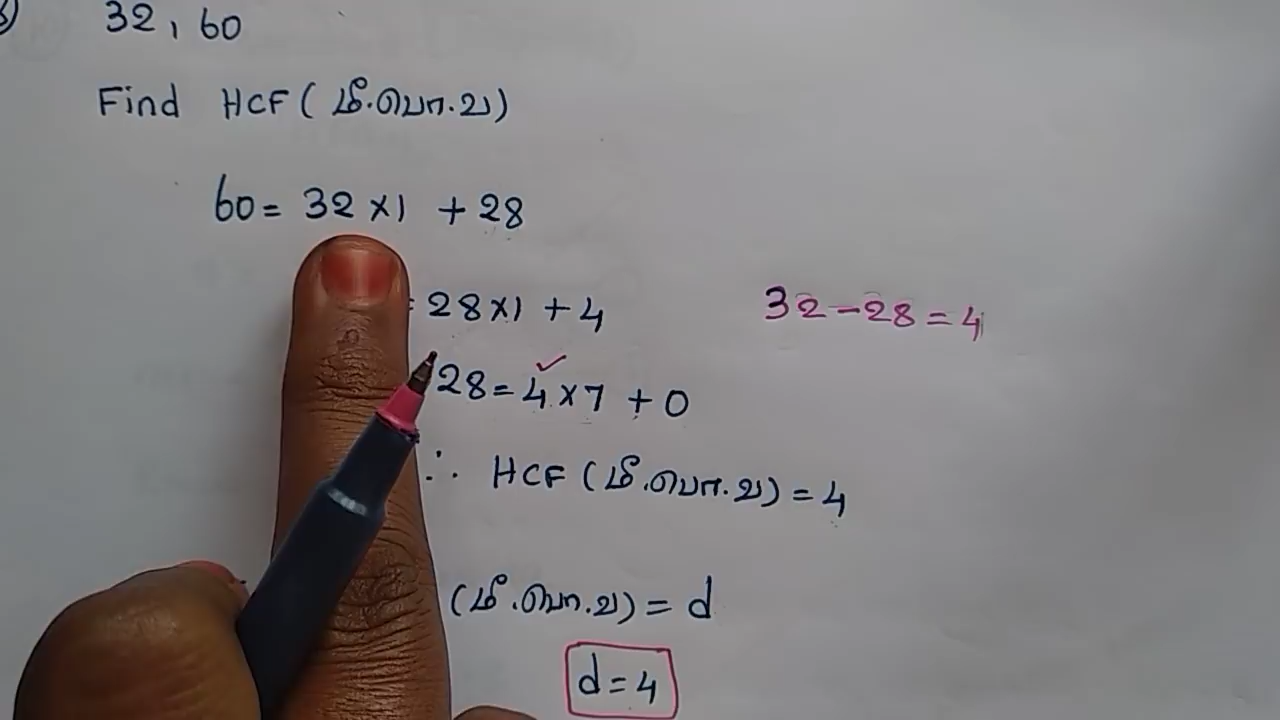 32, 60
Find HCF ( மீ.பொ.வ)
60 = 32 × 1 + 28
= 28 × 1 + 4
32 - 28 = 4
28 = 4 × 7 + 0
∴ HCF (மீ.பொ.வ) = 4
(மீ.பொ.வ) = d
d = 4